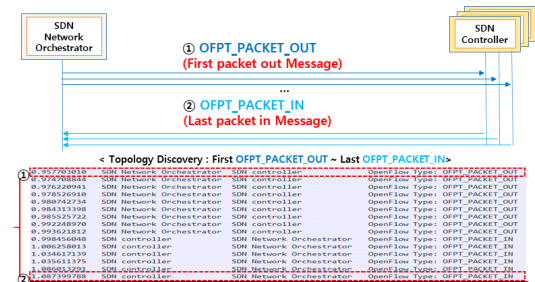 SDN
Network
Orchestrator
SDN
Controller
① OFPT_PACKET_OUT
(First packet out Message)
...
② OFPT_PACKET_IN
(Last packet in Message)
< Topology Discovery : First OFPT_PACKET_OUT ~ Last OFPT_PACKET_IN>
① 0.957703010 SDN Network Orchestrator SDN controller OpenFlow Type: OFPT_PACKET_OUT
0.974708844 SDN Network Orchestrator SDN controller OpenFlow Type: OFPT_PACKET_OUT
0.976220941 SDN Network Orchestrator SDN controller OpenFlow Type: OFPT_PACKET_OUT
0.978526910 SDN Network Orchestrator SDN controller OpenFlow Type: OFPT_PACKET_OUT
0.980742734 SDN Network Orchestrator SDN controller OpenFlow Type: OFPT_PACKET_OUT
0.984313398 SDN Network Orchestrator SDN controller OpenFlow Type: OFPT_PACKET_OUT
0.985525722 SDN Network Orchestrator SDN controller OpenFlow Type: OFPT_PACKET_OUT
0.992248970 SDN Network Orchestrator SDN controller OpenFlow Type: OFPT_PACKET_OUT
0.993621812 SDN Network Orchestrator SDN controller OpenFlow Type: OFPT_PACKET_OUT
0.998456048 SDN controller SDN Network Orchestrator OpenFlow Type: OFPT_PACKET_IN
1.006250013 SDN controller SDN Network Orchestrator OpenFlow Type: OFPT_PACKET_IN
1.034617139 SDN controller SDN Network Orchestrator OpenFlow Type: OFPT_PACKET_IN
1.035611375 SDN controller SDN Network Orchestrator OpenFlow Type: OFPT_PACKET_IN
1.086013291 SDN controller SDN Network Orchestrator OpenFlow Type: OFPT_PACKET_IN
② 1.087399788 SDN controller SDN Network Orchestrator OpenFlow Type: OFPT_PACKET_IN